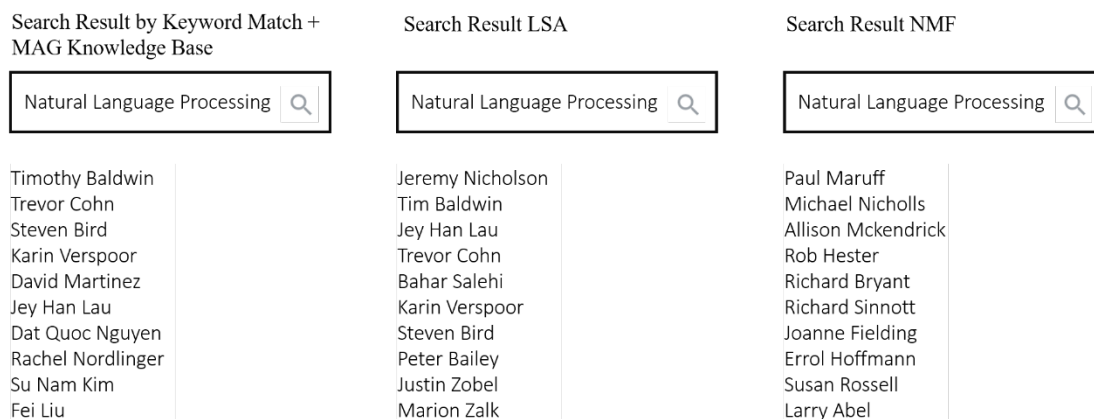 Search Result by Keyword Match +
MAG Knowledge Base
Natural Language Processing
Timothy Baldwin
Trevor Cohn
Steven Bird
Karin Verspoor
David Martinez
Jey Han Lau
Dat Quoc Nguyen
Rachel Nordlinger
Su Nam Kim
Fei Liu
Search Result LSA
Natural Language Processing
Jeremy Nicholson
Tim Baldwin
Jey Han Lau
Trevor Cohn
Bahar Salehi
Karin Verspoor
Steven Bird
Peter Bailey
Justin Zobel
Marion Zalk
Search Result NMF
Natural Language Processing
Paul Maruff
Michael Nicholls
Allison Mckendrick
Rob Hester
Richard Bryant
Richard Sinnott
Joanne Fielding
Errol Hoffmann
Susan Rossell
Larry Abel